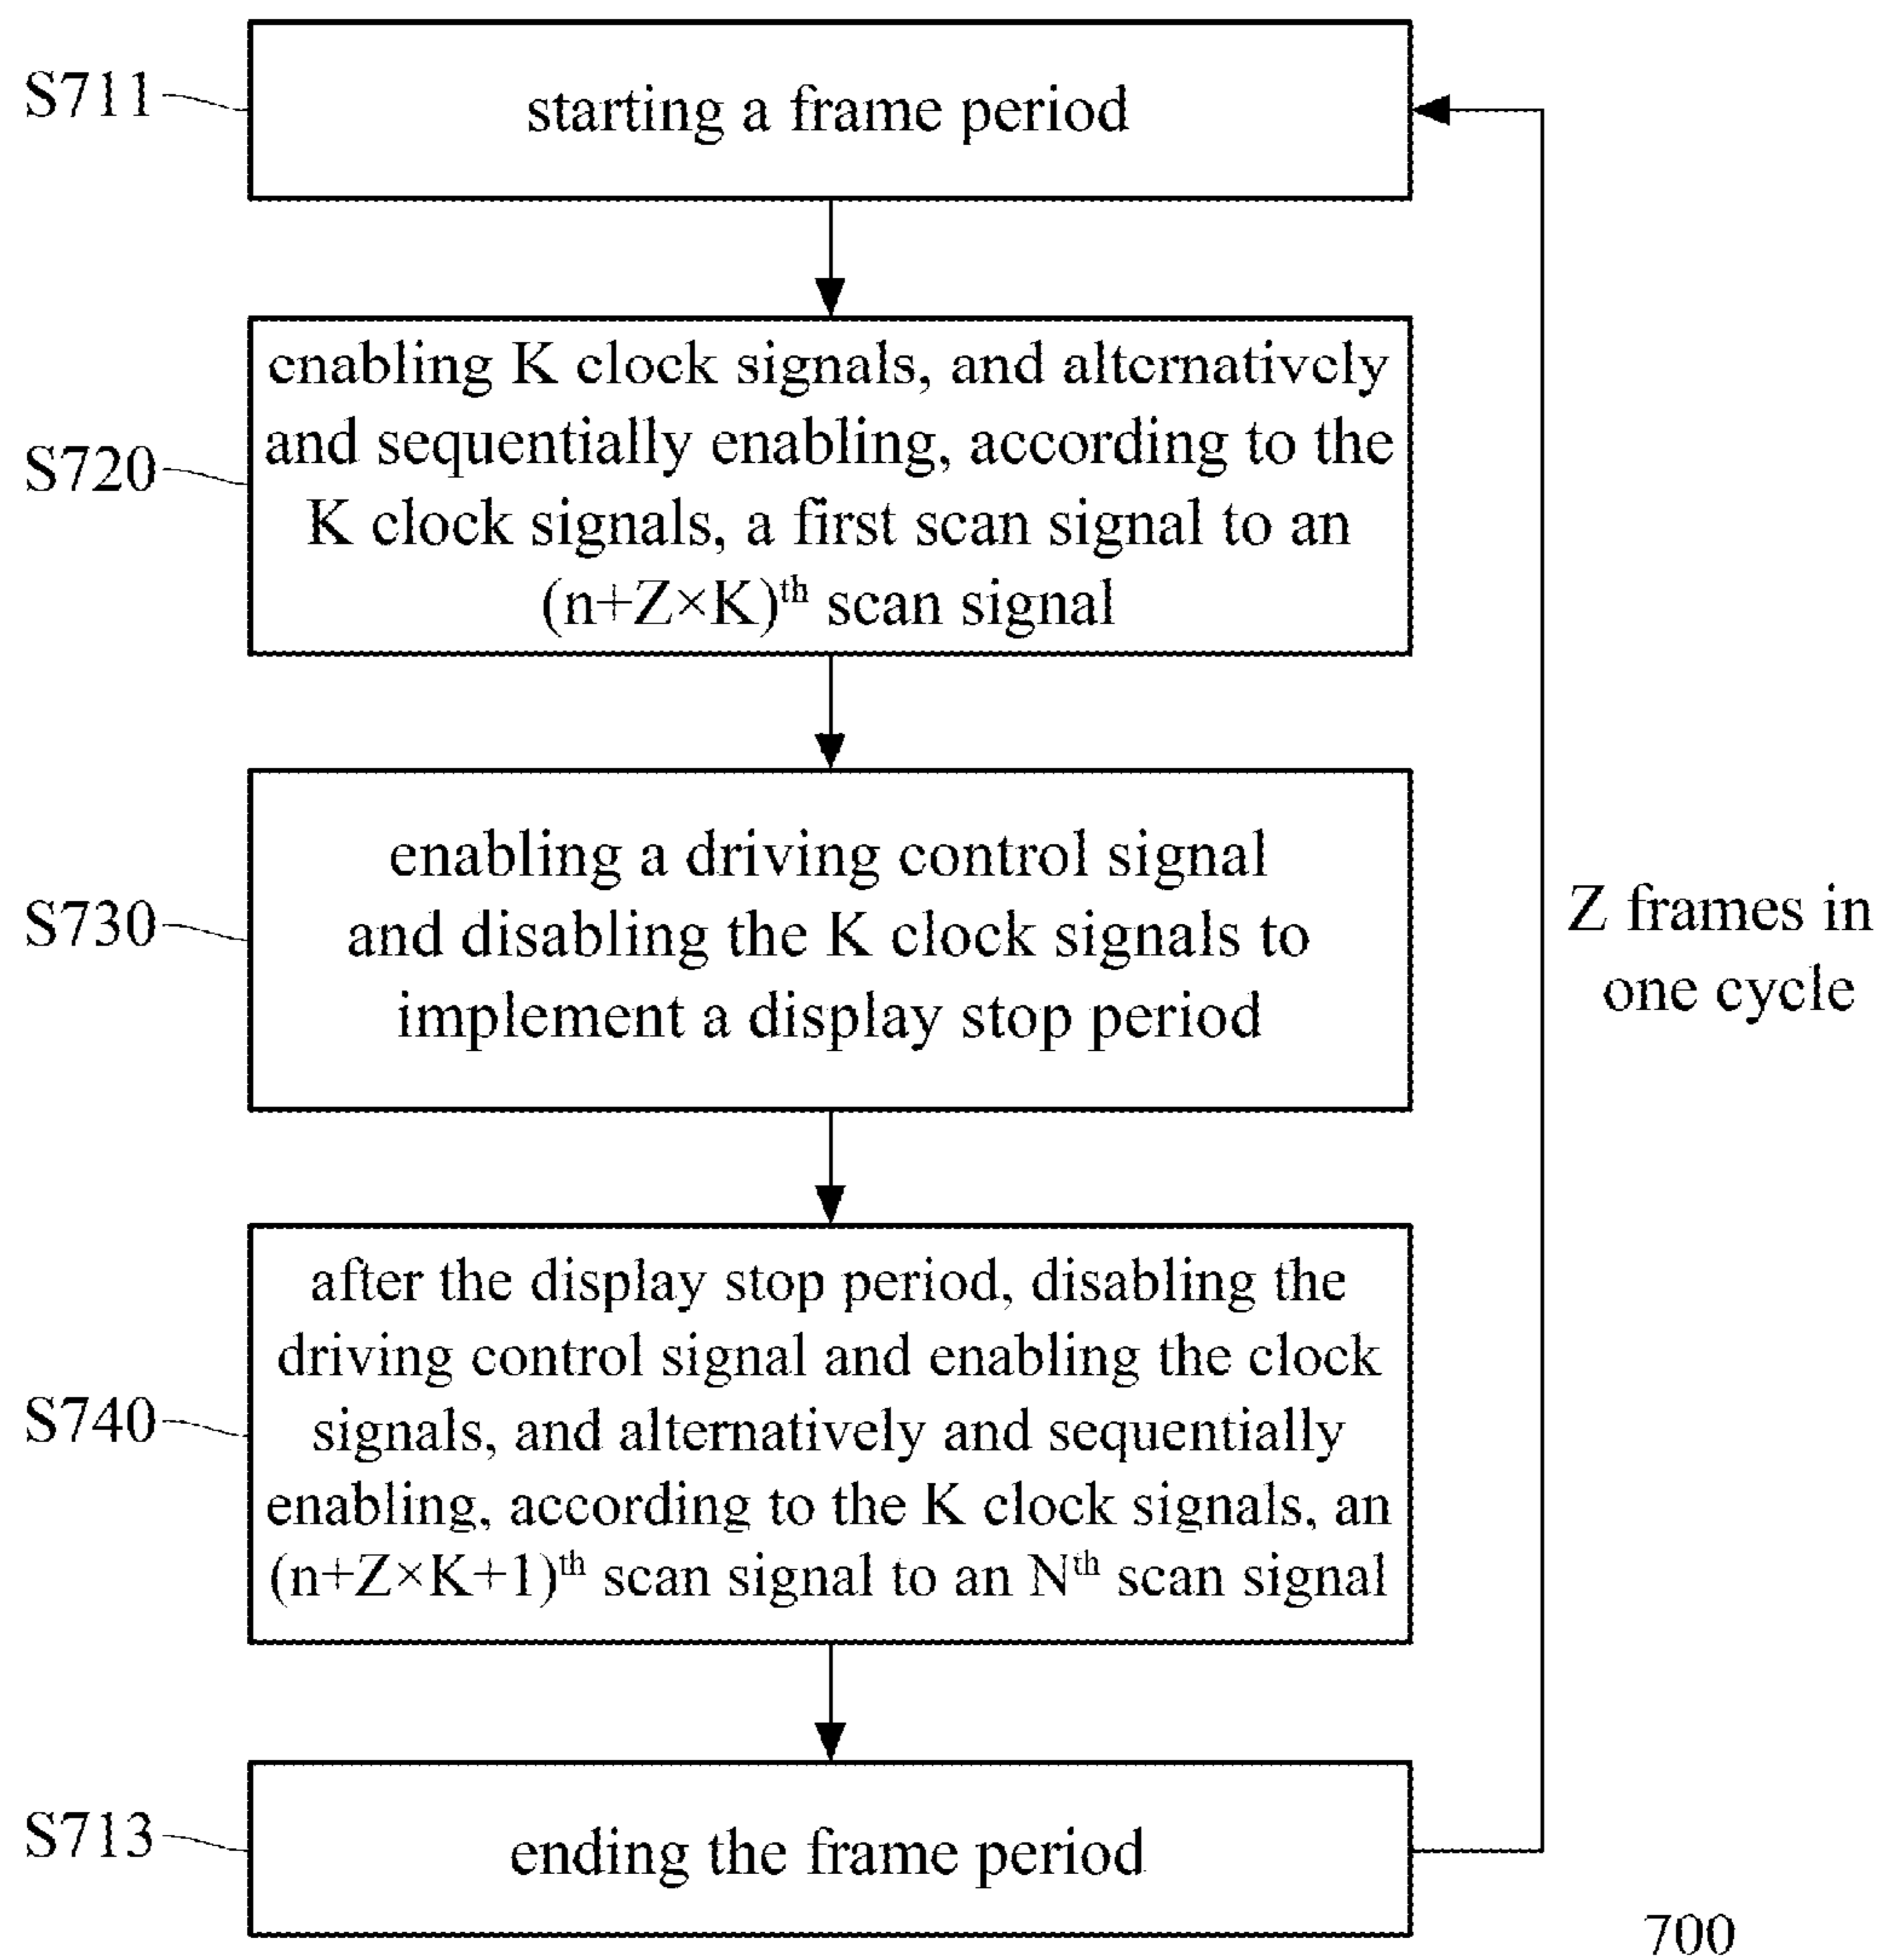 S711
starting a frame period
S720
enabling K clock signals, and alternatively
and sequentially enabling, according to the
K clock signals, a first scan signal to an
(n+Z×K)th scan signal
S730
enabling a driving control signal
and disabling the K clock signals to
implement a display stop period
Z frames in
one cycle
S740
after the display stop period, disabling the
driving control signal and enabling the clock
signals, and alternatively and sequentially
enabling, according to the K clock signals, an
(n+Z×K+1)th scan signal to an Nth scan signal
S713
ending the frame period
700